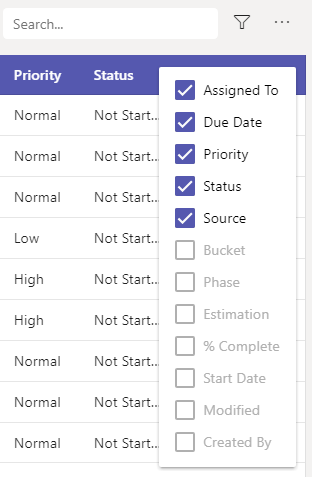 Search...
Priority Status
Normal Not Start...
Normal Not Start...
Normal Not Start...
Low Not Start...
High Not Start...
High Not Start...
Normal Not Start...
Normal Not Start...
Normal Not Start...
Assigned To
Due Date
Priority
Status
Source
Bucket
Phase
Estimation
% Complete
Start Date
Modified
Created By